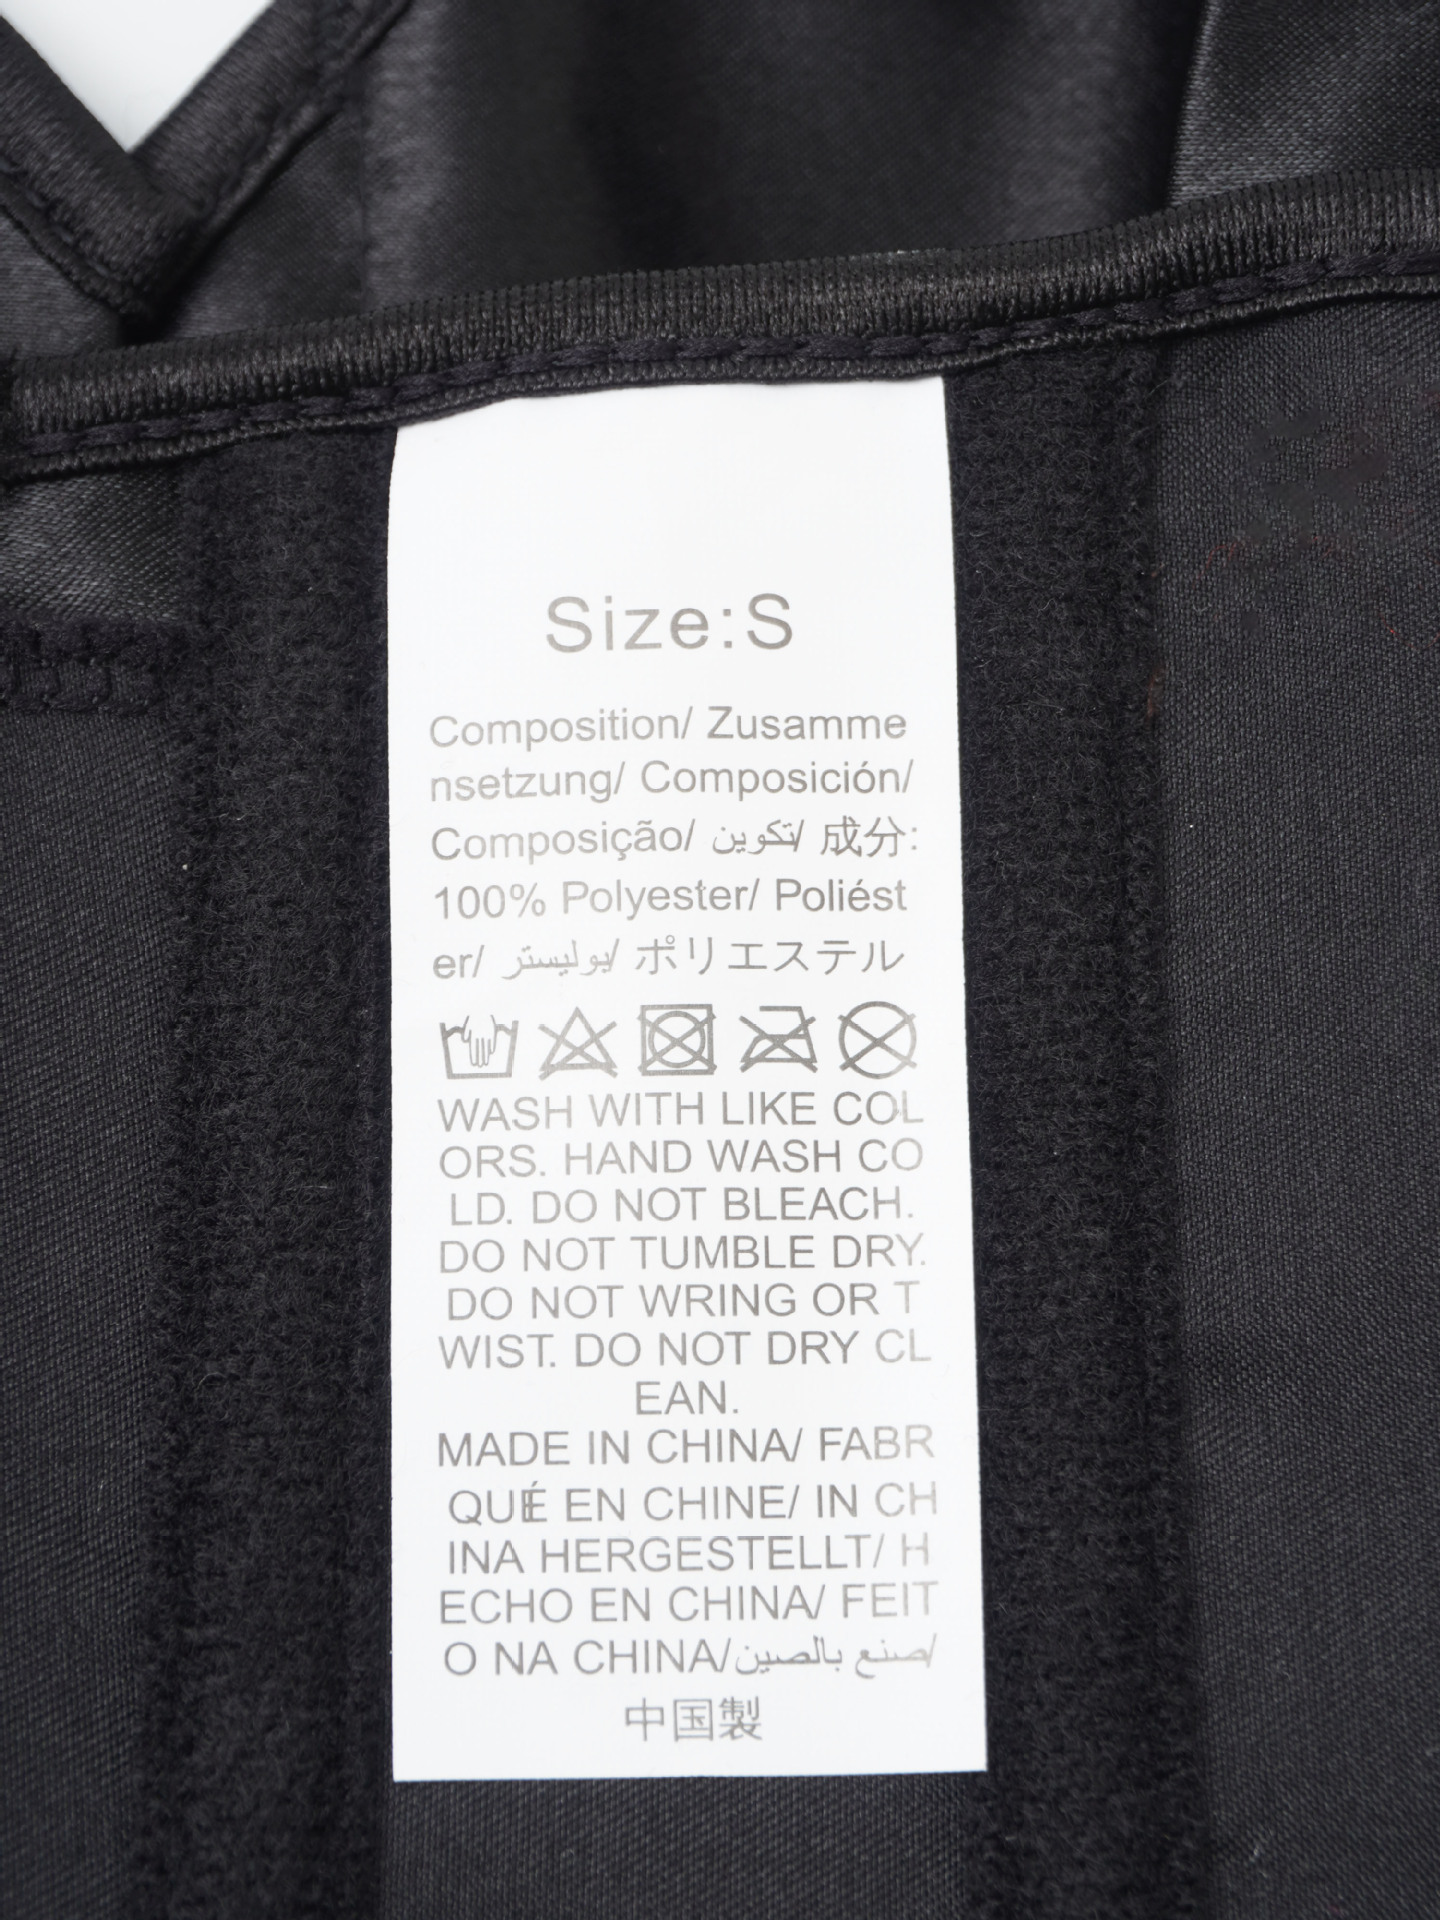 Size:S
Composition/ Zusamme
nsetzung/ Composición/
Composição/ تكوين/ 成分:
100% Polyester/ Poliést
er/ بوليستر/ ポリエステル
WASH WITH LIKE COL
ORS. HAND WASH CO
LD. DO NOT BLEACH.
DO NOT TUMBLE DRY.
DO NOT WRING OR T
WIST. DO NOT DRY CL
EAN.
MADE IN CHINA/ FABR
QUÉ EN CHINE/ IN CH
INA HERGESTELLT/ H
ECHO EN CHINA/ FEIT
O NA CHINA/صنع بالصين/
中国製